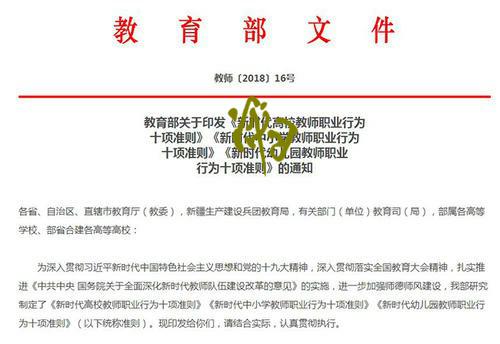 教育部文件
教师〔2018〕16号
教育部关于印发《新时代高校教师职业行为
十项准则》《新时代中小学教师职业行为
十项准则》《新时代幼儿园教师职业
行为十项准则》的通知
各省、自治区、直辖市教育厅（教委），新疆生产建设兵团教育局，有关部门（单位）教育司（局），部属各高等
学校、部省合建各高等高校：
为深入贯彻习近平新时代中国特色社会主义思想和党的十九大精神，深入贯彻落实全国教育大会精神，扎实推
进《中共中央 国务院关于全面深化新时代教师队伍建设改革的意见》的实施，进一步加强师德师风建设，我部研究
制定了《新时代高校教师职业行为十项准则》《新时代中小学教师职业行为十项准则》《新时代幼儿园教师职业行
为十项准则》（以下统称准则）。现印发给你们，请结合实际，认真贯彻执行。